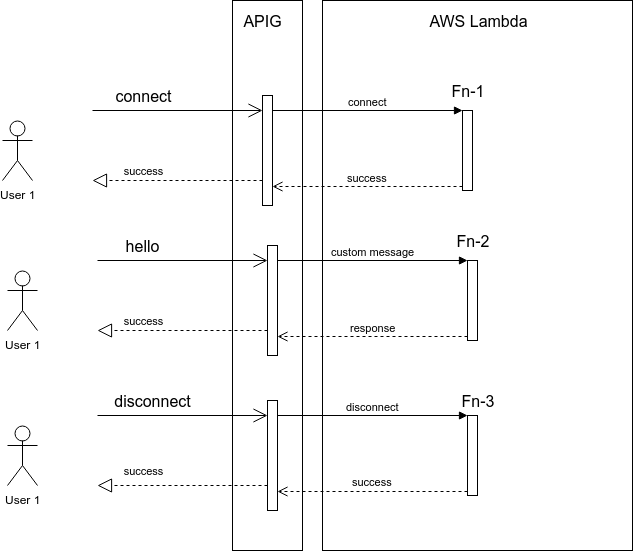 APIG
AWS Lambda
connect
connect
Fn-1
success
success
User 1
hello
custom message
Fn-2
success
response
User 1
disconnect
disconnect
Fn-3
success
success
User 1